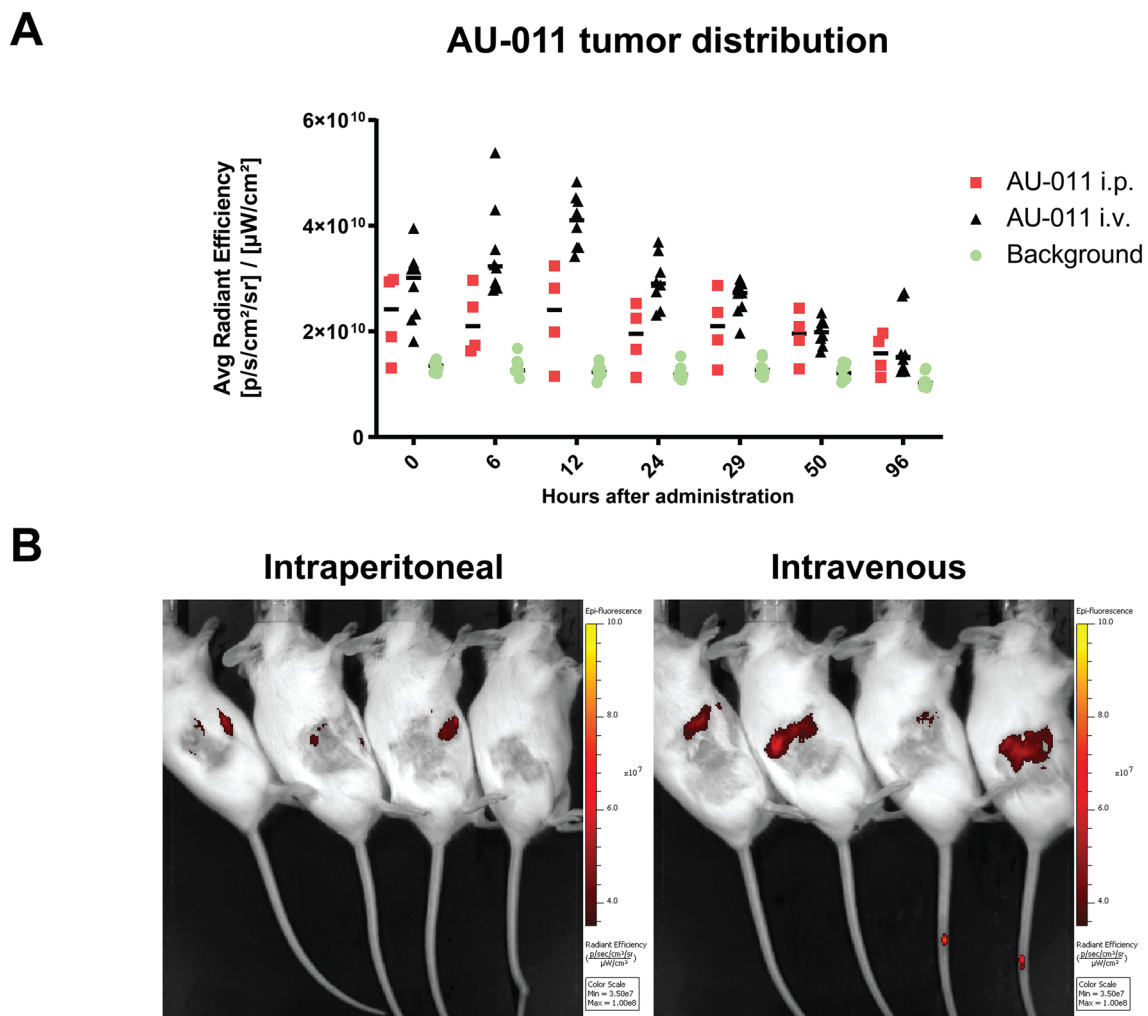 A
AU-011 tumor distribution
Avg Radiant Efficiency
[p/s/cm²/sr] / [µW/cm²]
6×10¹⁰
4×10¹⁰
2×10¹⁰
0
0
6
12
24
29
50
96
Hours after administration
AU-011 i.p.
AU-011 i.v.
Background
B
Intraperitoneal
Epi-fluorescence
10.0
8.0
x10⁷
6.0
4.0
Radiant Efficiency
(p/sec/cm²/sr / µW/cm²)
Color Scale
Min = 3.50e7
Max = 1.00e8
Intravenous
Epi-fluorescence
10.0
8.0
x10⁷
6.0
4.0
Radiant Efficiency
(p/sec/cm²/sr / µW/cm²)
Color Scale
Min = 3.50e7
Max = 1.00e8